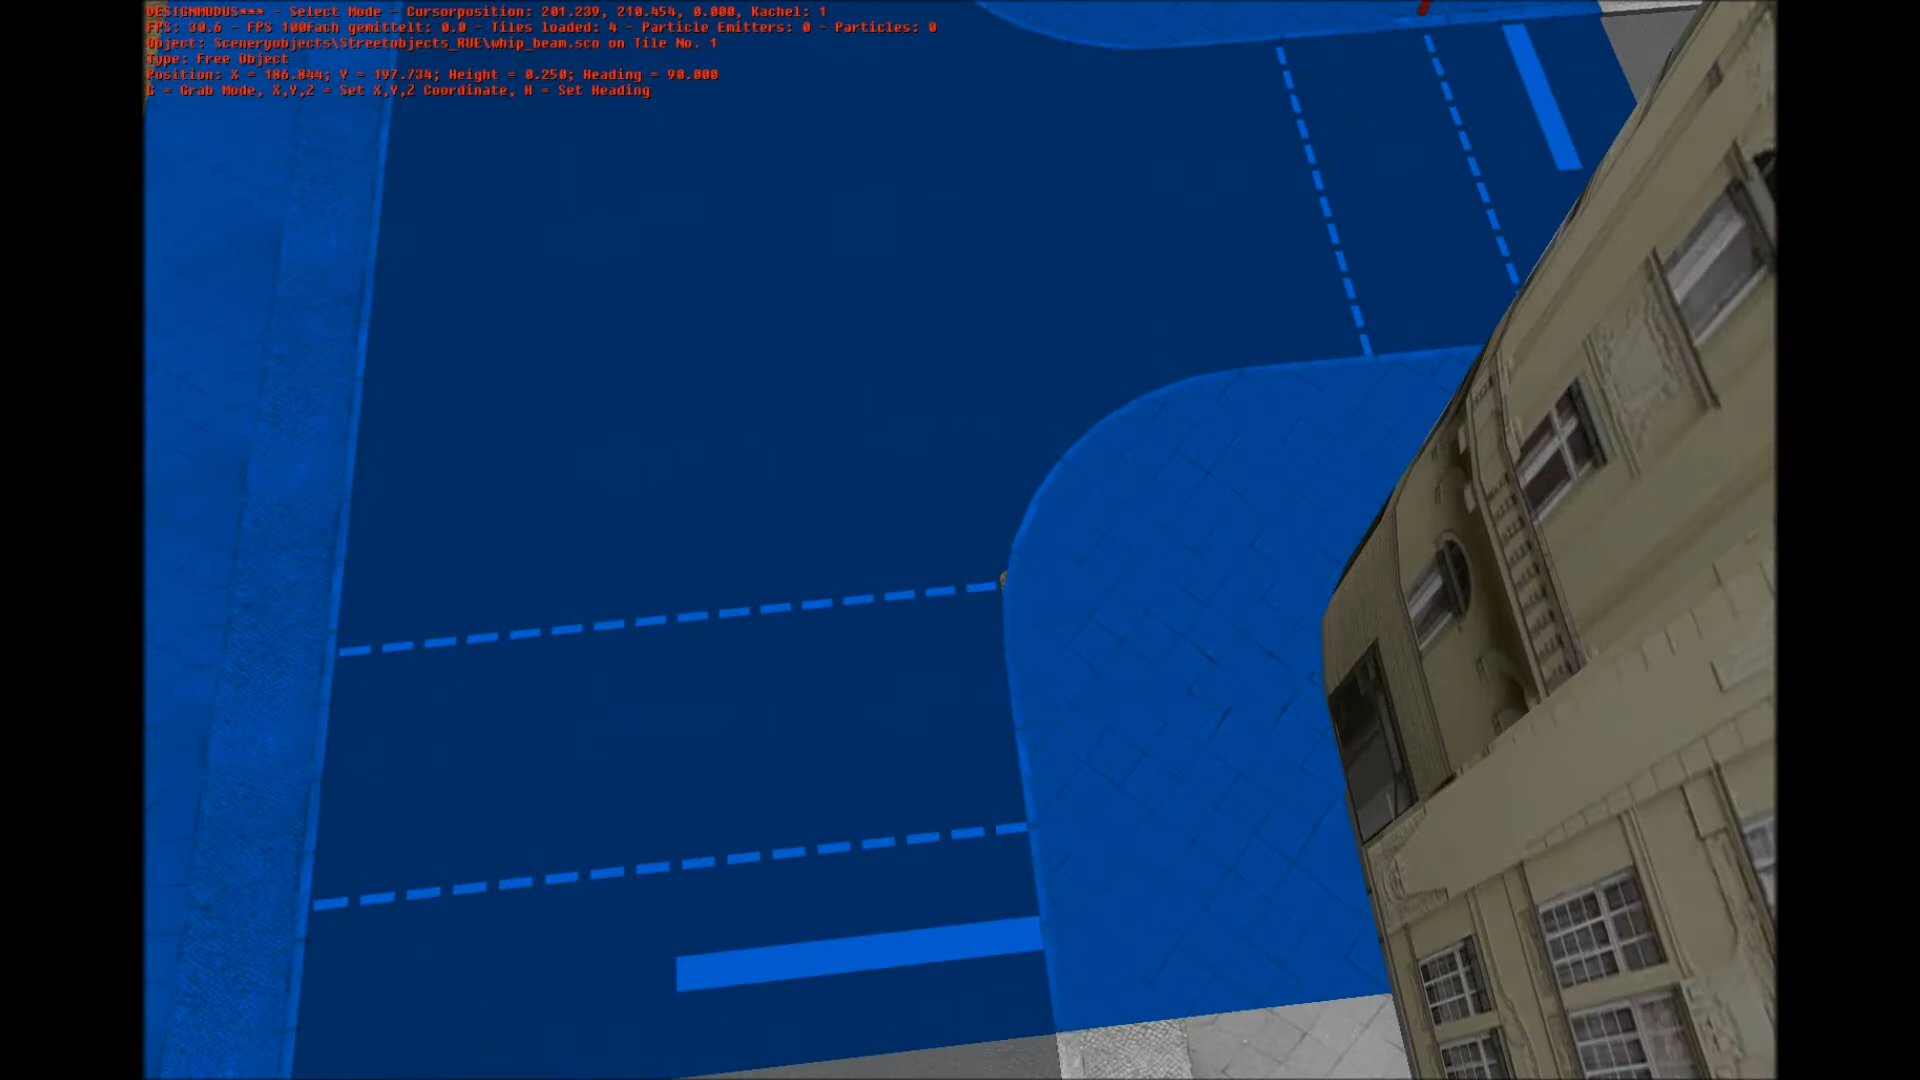 DESIGNMODUS*** - Select Mode - Cursorposition: 201.239, 210.454, 0.000, Kachel: 1
FPS: 30.6 - FPS 100Fach gemittelt: 0.0 - Tiles loaded: 4 - Particle Emitters: 0 - Particles: 0
Object: Sceneryobjects\Streetobjects_RUE\whip_beam.sco on Tile No. 1
Type: Free Object
Position: X = 186.844; Y = 197.734; Height = 0.250; Heading = 90.000
G = Grab Mode, X,Y,Z = Set X,Y,Z Coordinate, H = Set Heading